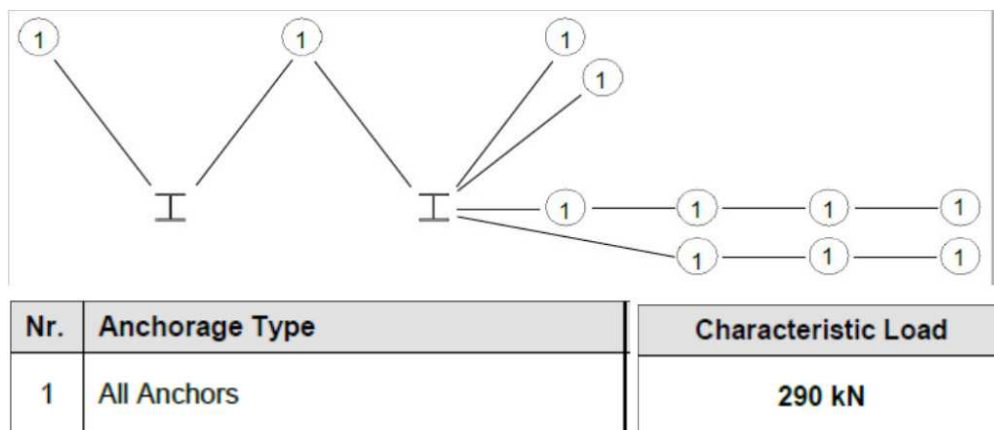 1 1 1
1
1 1 1 1
1 1 1
Nr. Anchorage Type Characteristic Load
1 All Anchors 290 kN